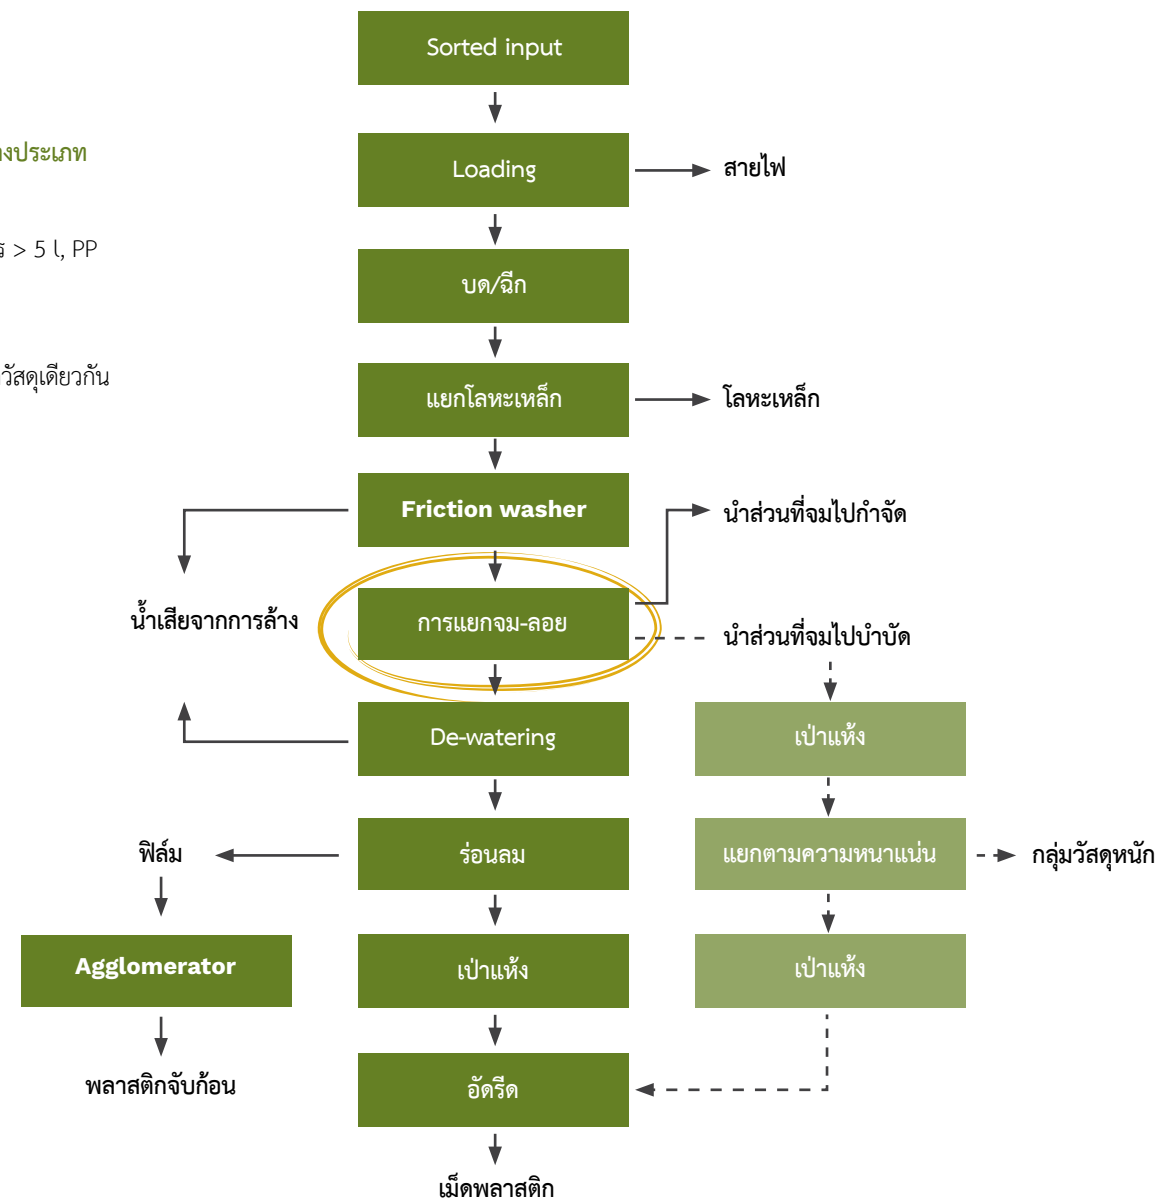 Sorted input
งประเภท
Loading
สายไฟ
> 5 l, PP
บด/ฉีก
วัสดุเดียวกัน
แยกโลหะเหล็ก
โลหะเหล็ก
Friction washer
นำส่วนที่จมไปกำจัด
น้ำเสียจากการล้าง
การแยกจม-ลอย
นำส่วนที่จมไปบำบัด
De-watering
เป่าแห้ง
ฟิล์ม
ร่อนลม
แยกตามความหนาแน่น
กลุ่มวัสดุหนัก
Agglomerator
เป่าแห้ง
เป่าแห้ง
พลาสติกจับก้อน
อัดรีด
เม็ดพลาสติก